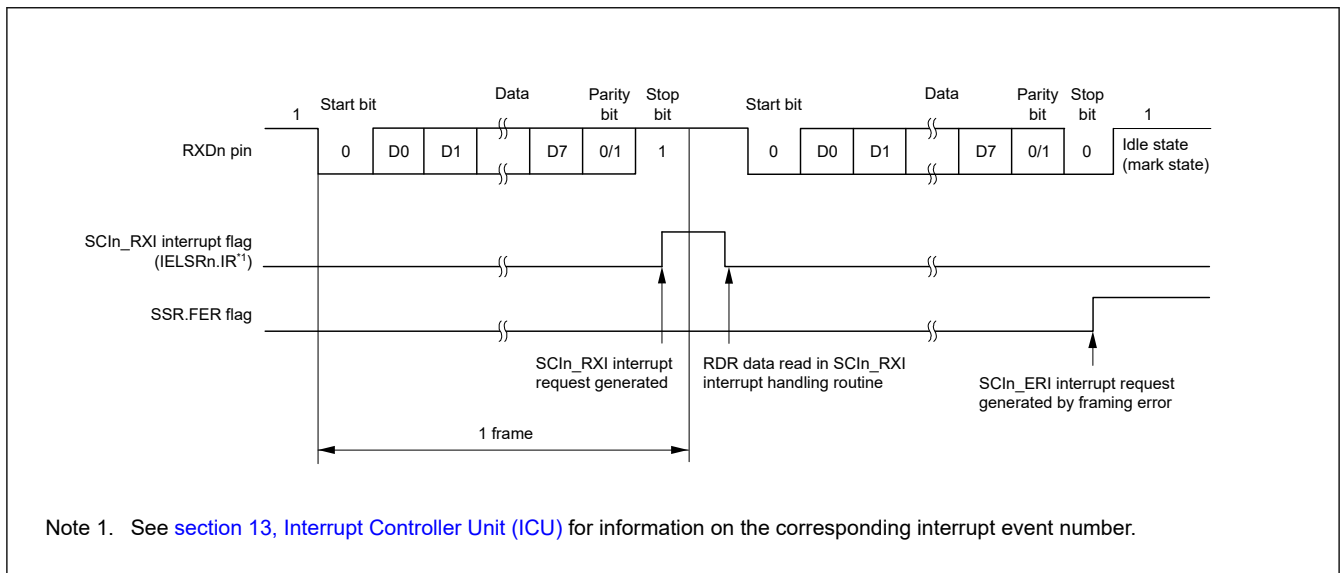 Start bit
Data
Parity bit
Stop bit
Start bit
Data
Parity bit
Stop bit
1
1
RXDn pin
0
D0
D1
D7
0/1
1
0
D0
D1
D7
0/1
0
Idle state
(mark state)
SCIn_RXI interrupt flag
(IELSRn.IR*1)
SSR.FER flag
SCIn_RXI interrupt
request generated
RDR data read in SCIn_RXI
interrupt handling routine
SCIn_ERI interrupt request
generated by framing error
1 frame
Note 1. See section 13, Interrupt Controller Unit (ICU) for information on the corresponding interrupt event number.